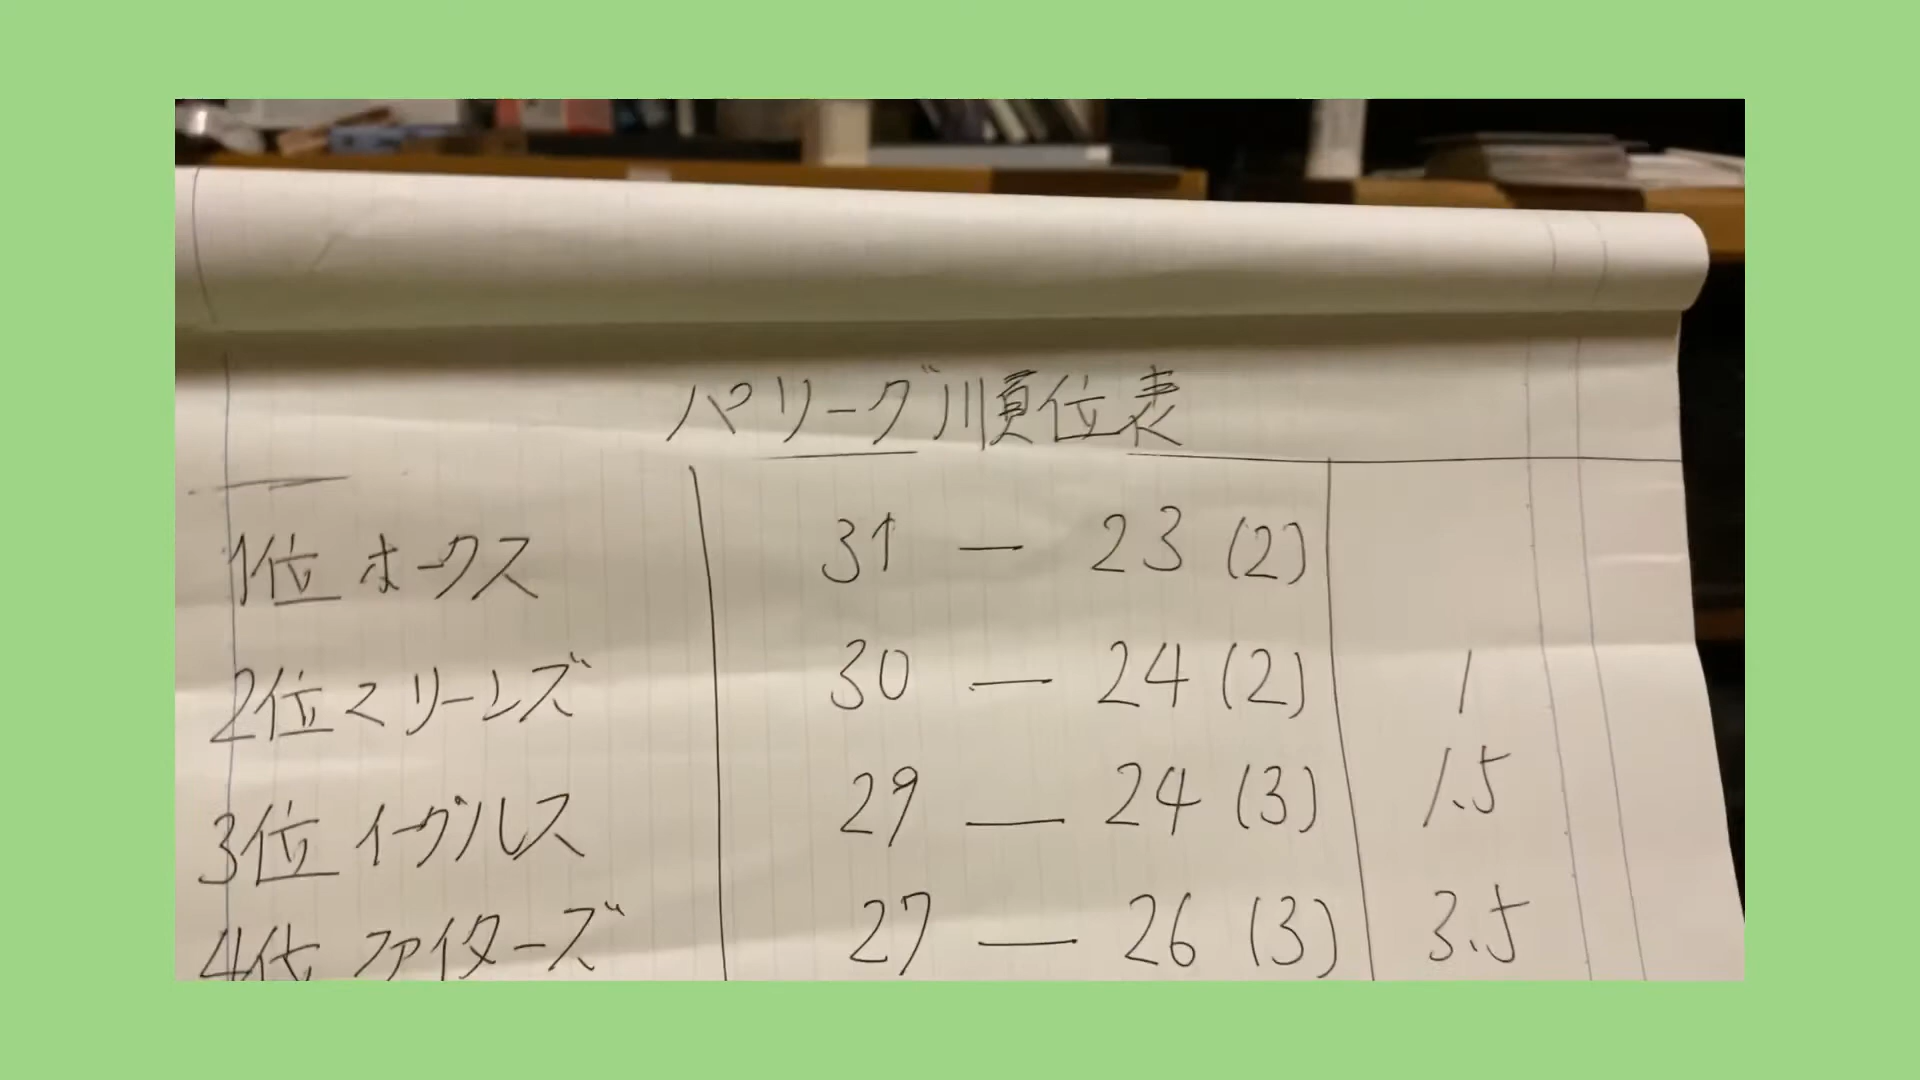 パリーグ順位表
1位 ホークス 31 — 23 (2)
2位 マリーンズ 30 — 24 (2) 1
3位 イーグルス 29 — 24 (3) 1.5
4位 ファイターズ 27 — 26 (3) 3.5